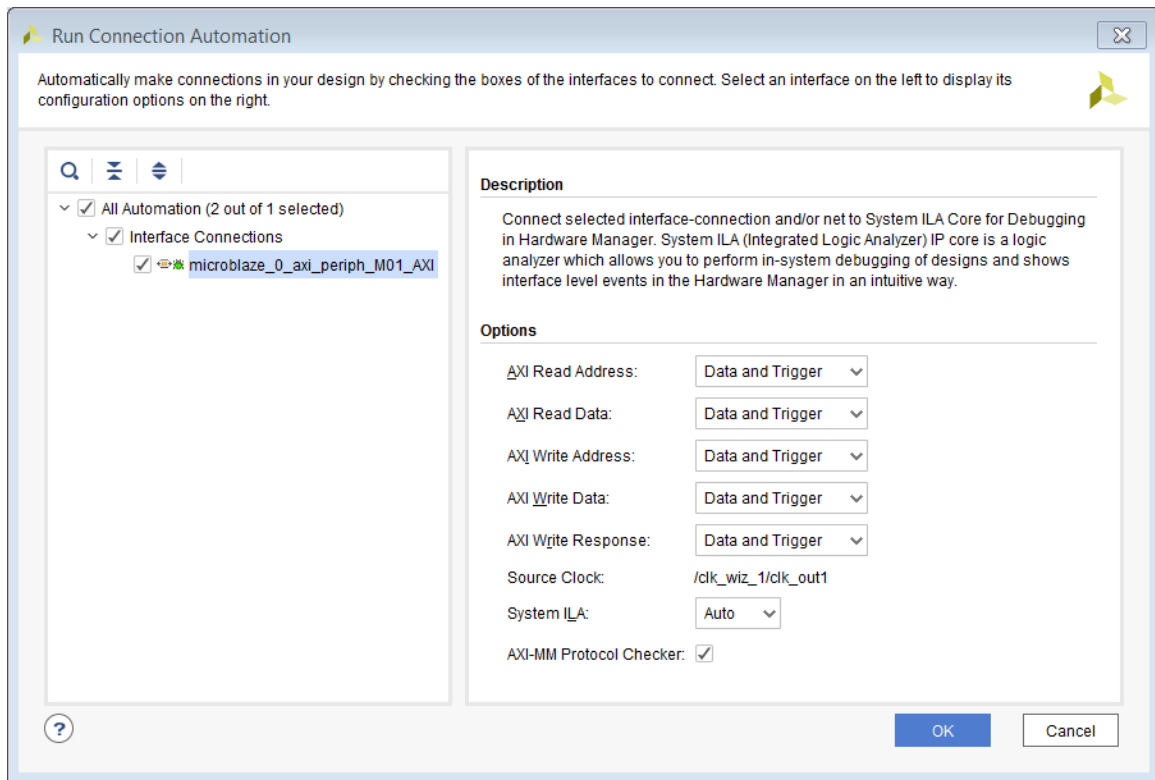 Run Connection Automation
Automatically make connections in your design by checking the boxes of the interfaces to connect. Select an interface on the left to display its
configuration options on the right.
All Automation (2 out of 1 selected)
Interface Connections
microblaze_0_axi_periph_M01_AXI
Description
Connect selected interface-connection and/or net to System ILA Core for Debugging
in Hardware Manager. System ILA (Integrated Logic Analyzer) IP core is a logic
analyzer which allows you to perform in-system debugging of designs and shows
interface level events in the Hardware Manager in an intuitive way.
Options
AXI Read Address: Data and Trigger
AXI Read Data: Data and Trigger
AXI Write Address: Data and Trigger
AXI Write Data: Data and Trigger
AXI Write Response: Data and Trigger
Source Clock: /clk_wiz_1/clk_out1
System ILA: Auto
AXI-MM Protocol Checker:
? OK Cancel